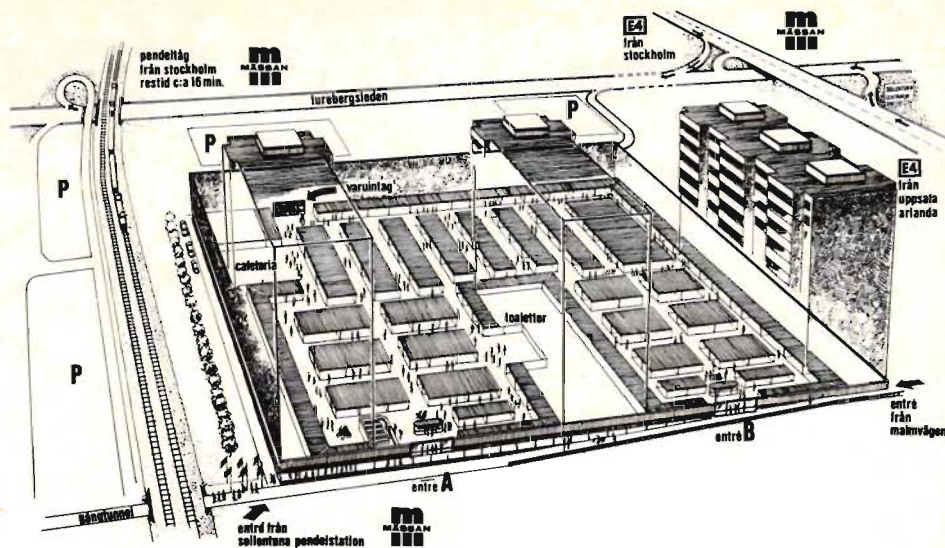 pendeltåg
från stockholm
restid c:a 16 min.
m
MÄSSAN
E4
från
stockholm
m
MÄSSAN
turebergsleden
P
P
P
P
E4
från
uppsala
arlanda
varuintag
cafeteria
toaletter
entré
från
malmvägen
entré B
entré A
gångtunnel
entré från
sollentuna pendelstation
m
MÄSSAN